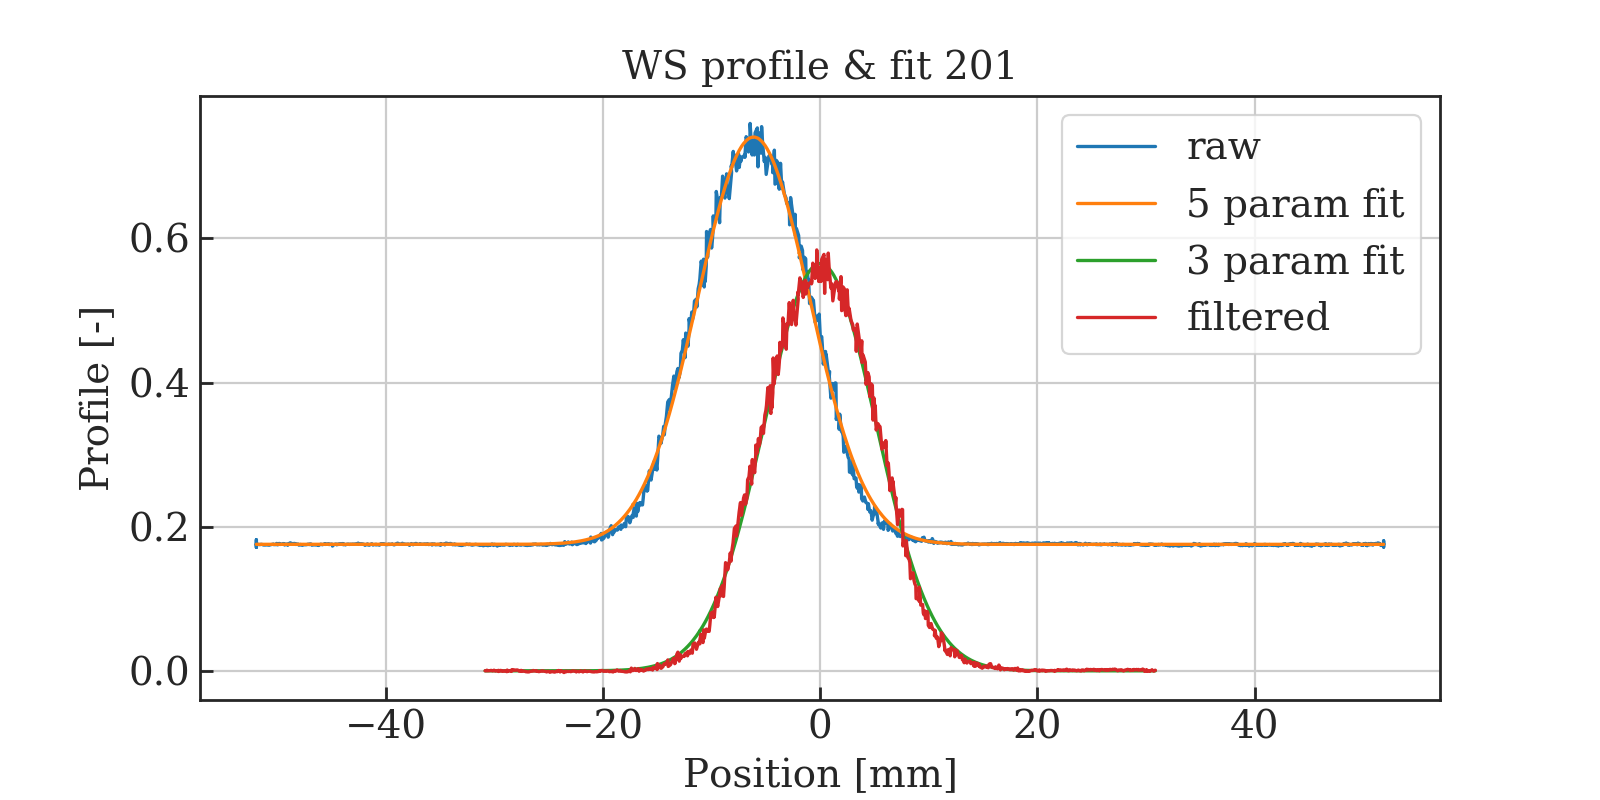 WS profile & fit 201
raw
5 param fit
3 param fit
filtered
Profile [-]
0.6
0.4
0.2
0.0
−40 −20 0 20 40
Position [mm]